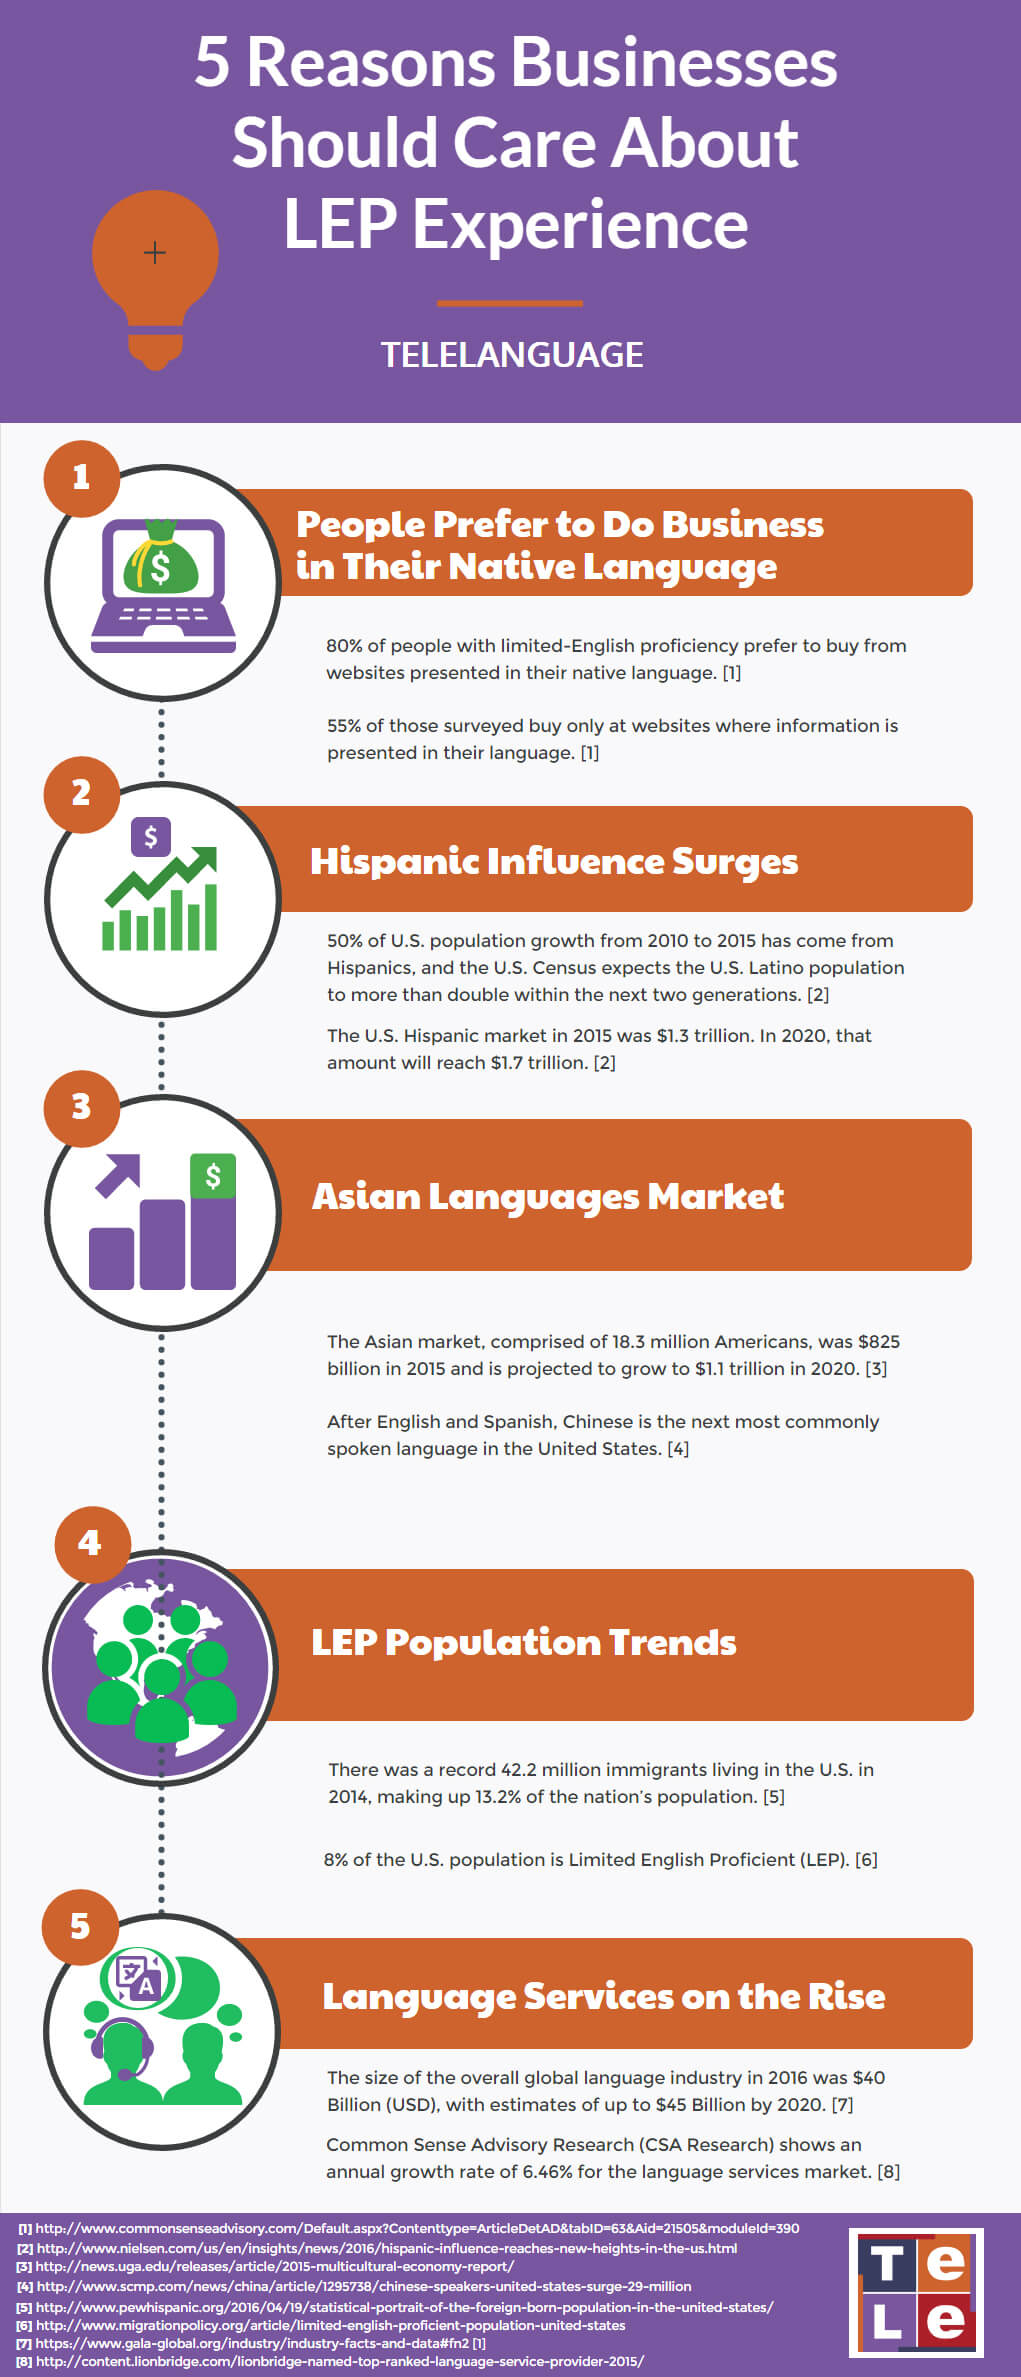 5 Reasons Businesses
Should Care About
LEP Experience
TELELANGUAGE
1
$
People Prefer to Do Business
in Their Native Language
80% of people with limited-English proficiency prefer to buy from
websites presented in their native language. [1]
55% of those surveyed buy only at websites where information is
presented in their language. [1]
2
$
Hispanic Influence Surges
50% of U.S. population growth from 2010 to 2015 has come from
Hispanics, and the U.S. Census expects the U.S. Latino population
to more than double within the next two generations. [2]
The U.S. Hispanic market in 2015 was $1.3 trillion. In 2020, that
amount will reach $1.7 trillion. [2]
3
$
Asian Languages Market
The Asian market, comprised of 18.3 million Americans, was $825
billion in 2015 and is projected to grow to $1.1 trillion in 2020. [3]
After English and Spanish, Chinese is the next most commonly
spoken language in the United States. [4]
4
LEP Population Trends
There was a record 42.2 million immigrants living in the U.S. in
2014, making up 13.2% of the nation's population. [5]
8% of the U.S. population is Limited English Proficient (LEP). [6]
5
文
A
Language Services on the Rise
The size of the overall global language industry in 2016 was $40
Billion (USD), with estimates of up to $45 Billion by 2020. [7]
Common Sense Advisory Research (CSA Research) shows an
annual growth rate of 6.46% for the language services market. [8]
[1] http://www.commonsenseadvisory.com/Default.aspx?Contenttype=ArticleDetAD&tabID=63&Aid=21505&moduleId=390
[2] http://www.nielsen.com/us/en/insights/news/2016/hispanic-influence-reaches-new-heights-in-the-us.html
[3] http://news.uga.edu/releases/article/2015-multicultural-economy-report/
[4] http://www.scmp.com/news/china/article/1295738/chinese-speakers-united-states-surge-29-million
[5] http://www.pewhispanic.org/2016/04/19/statistical-portrait-of-the-foreign-born-population-in-the-united-states/
[6] http://www.migrationpolicy.org/article/limited-english-proficient-population-united-states
[7] https://www.gala-global.org/industry/industry-facts-and-data#fn2 [1]
[8] http://content.lionbridge.com/lionbridge-named-top-ranked-language-service-provider-2015/
Te
Le